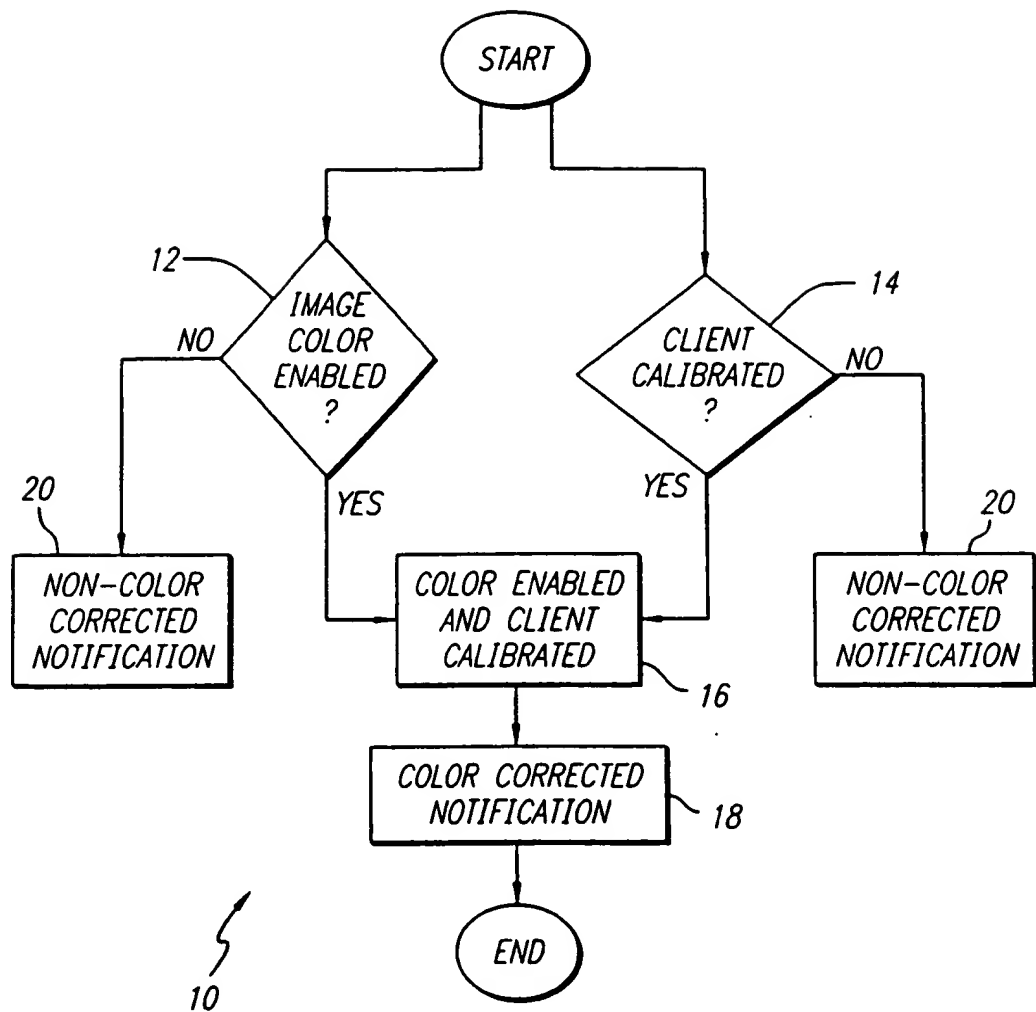 START
12
IMAGE
COLOR
ENABLED
?
NO
YES
14
CLIENT
CALIBRATED
?
NO
YES
20
NON-COLOR
CORRECTED
NOTIFICATION
COLOR ENABLED
AND CLIENT
CALIBRATED
16
20
NON-COLOR
CORRECTED
NOTIFICATION
COLOR CORRECTED
NOTIFICATION
18
END
10